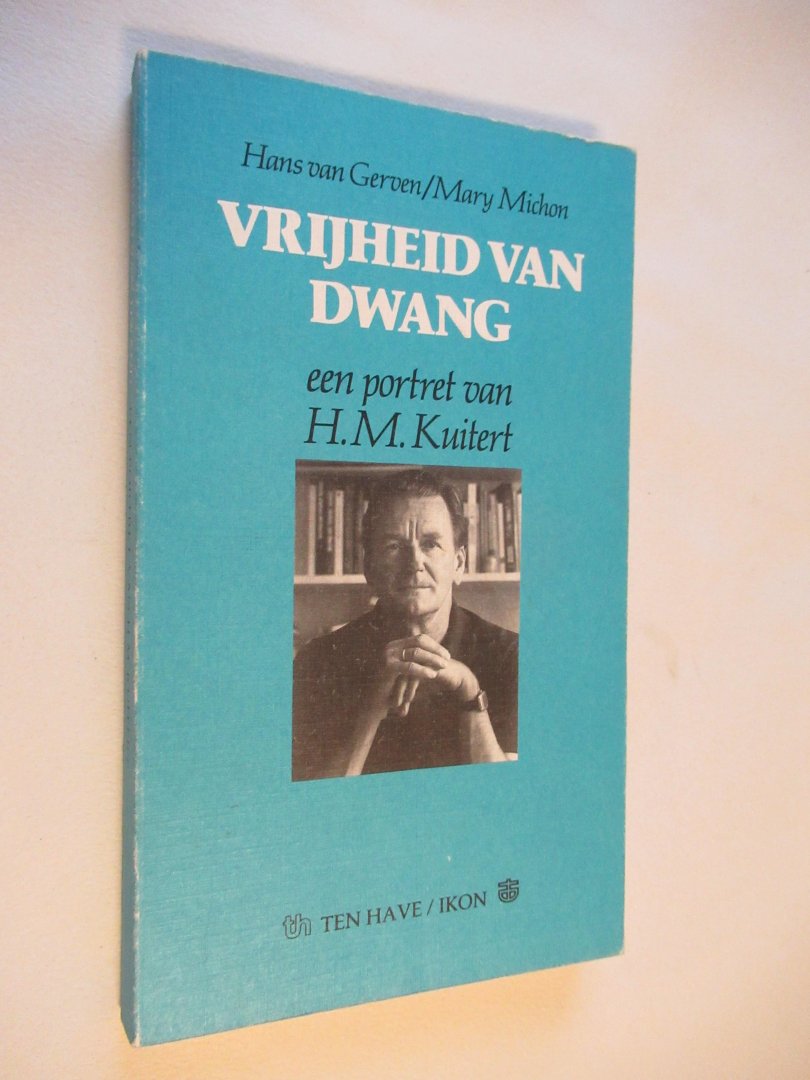 Hans van Gerven/Mary Michon
VRIJHEID VAN
DWANG
een portret van
H.M. Kuitert
th TEN HAVE / IKON